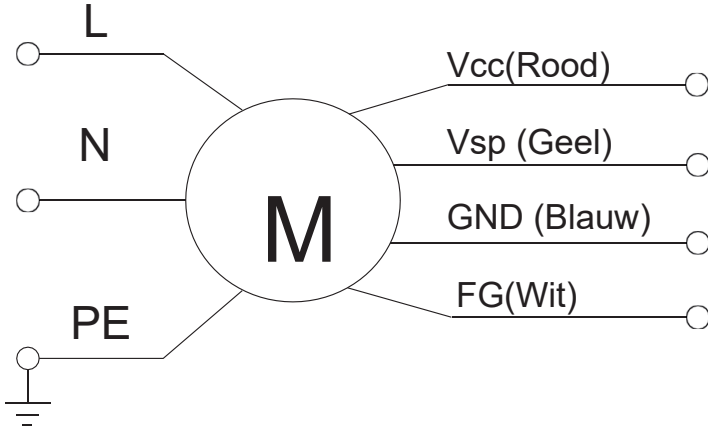 L
N
PE
M
Vcc(Rood)
Vsp (Geel)
GND (Blauw)
FG(Wit)